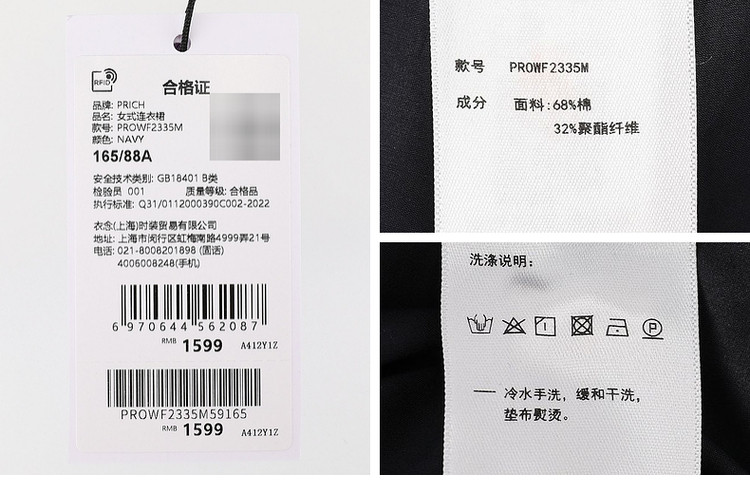 RFID
合格证
品牌: PRICH
品名: 女式连衣裙
款号: PROWF2335M
颜色: NAVY
165/88A
安全技术类别: GB18401 B类
检验员 001 质量等级: 合格品
执行标准: Q31/0112000390C002-2022
衣念(上海)时装贸易有限公司
地址: 上海市闵行区虹梅南路4999弄21号
电话: 021-8008201898 (固话)
4006008248(手机)
6 970644 562087
RMB 1599 A412Y1Z
PROWF2335M59165
RMB 1599 A412Y1Z
款号 PROWF2335M
成分 面料:68%棉
32%聚酯纤维
洗涤说明:
P
— 冷水手洗，缓和干洗，
垫布熨烫。